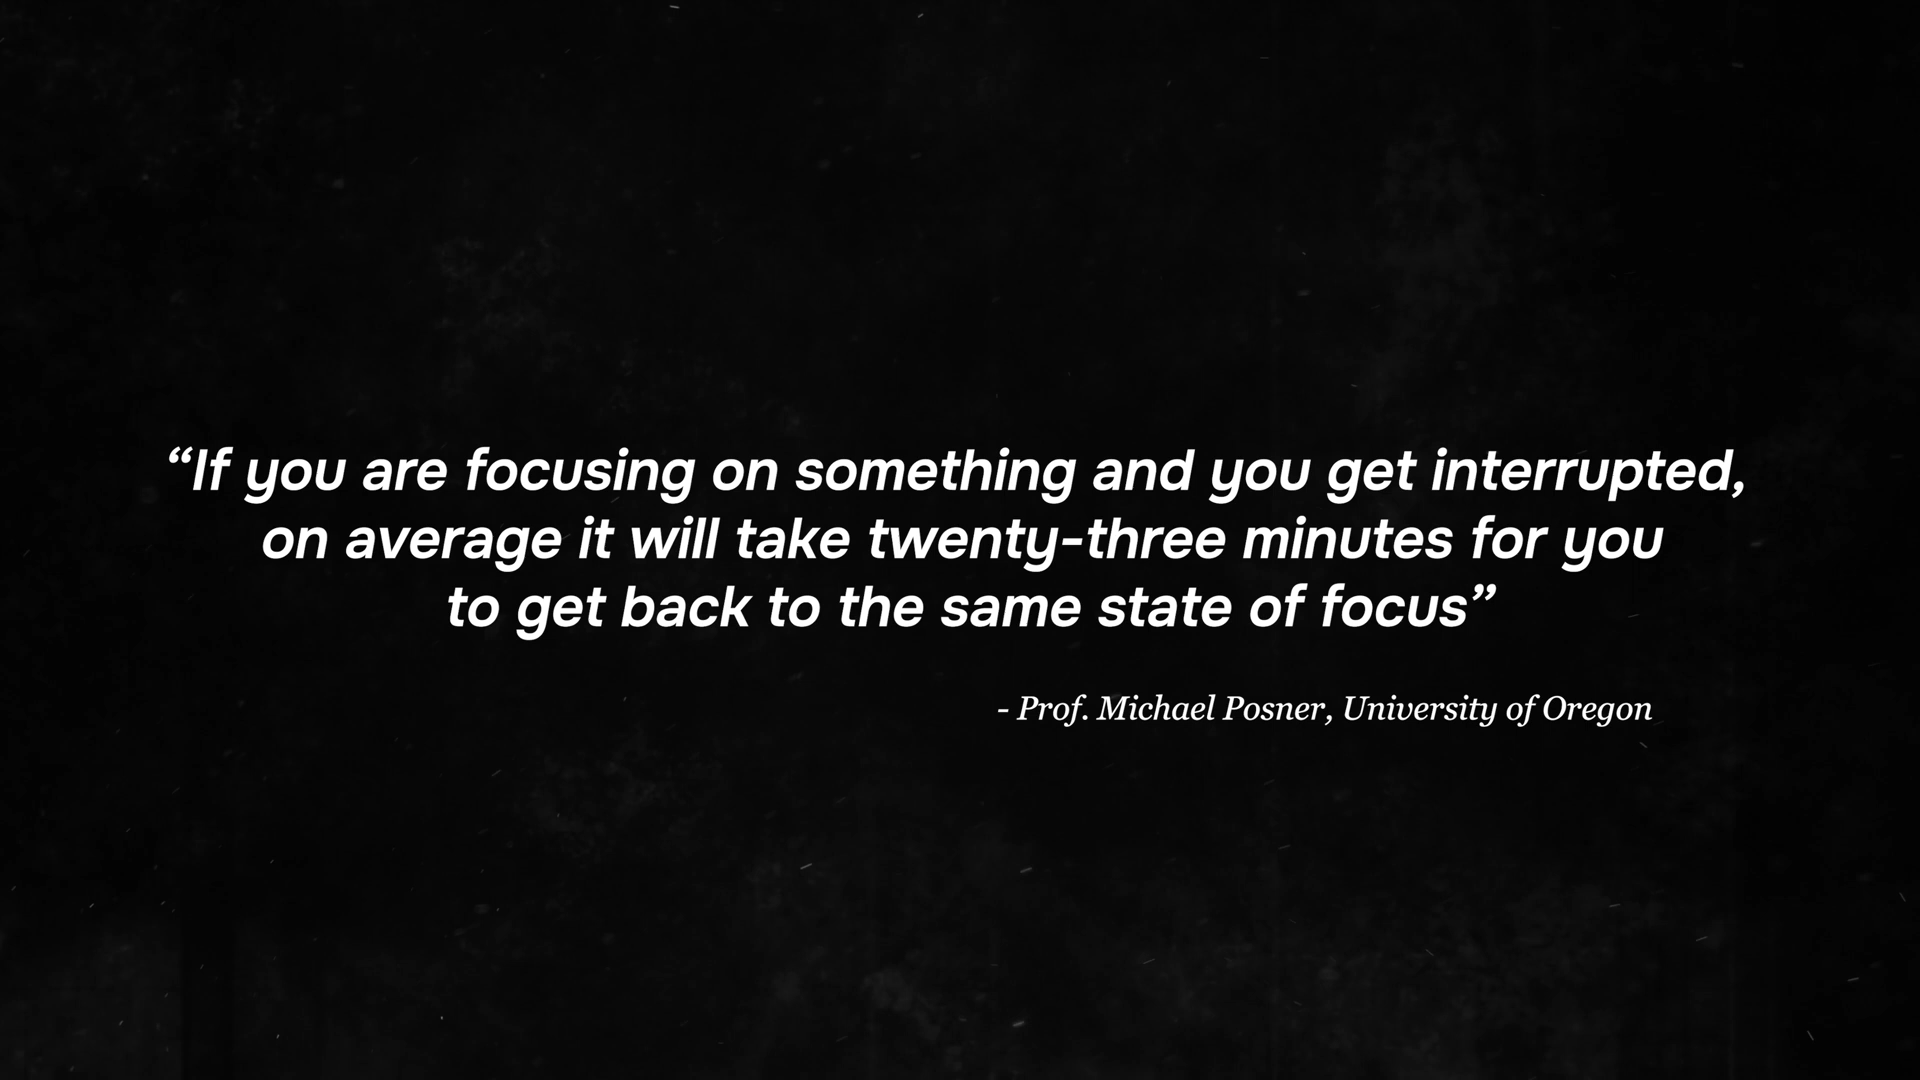 “If you are focusing on something and you get interrupted,
on average it will take twenty-three minutes for you
to get back to the same state of focus”
- Prof. Michael Posner, University of Oregon